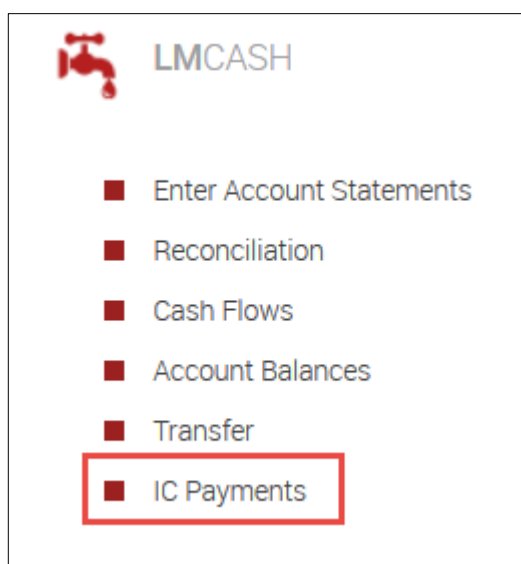 LMCASH
Enter Account Statements
Reconciliation
Cash Flows
Account Balances
Transfer
IC Payments